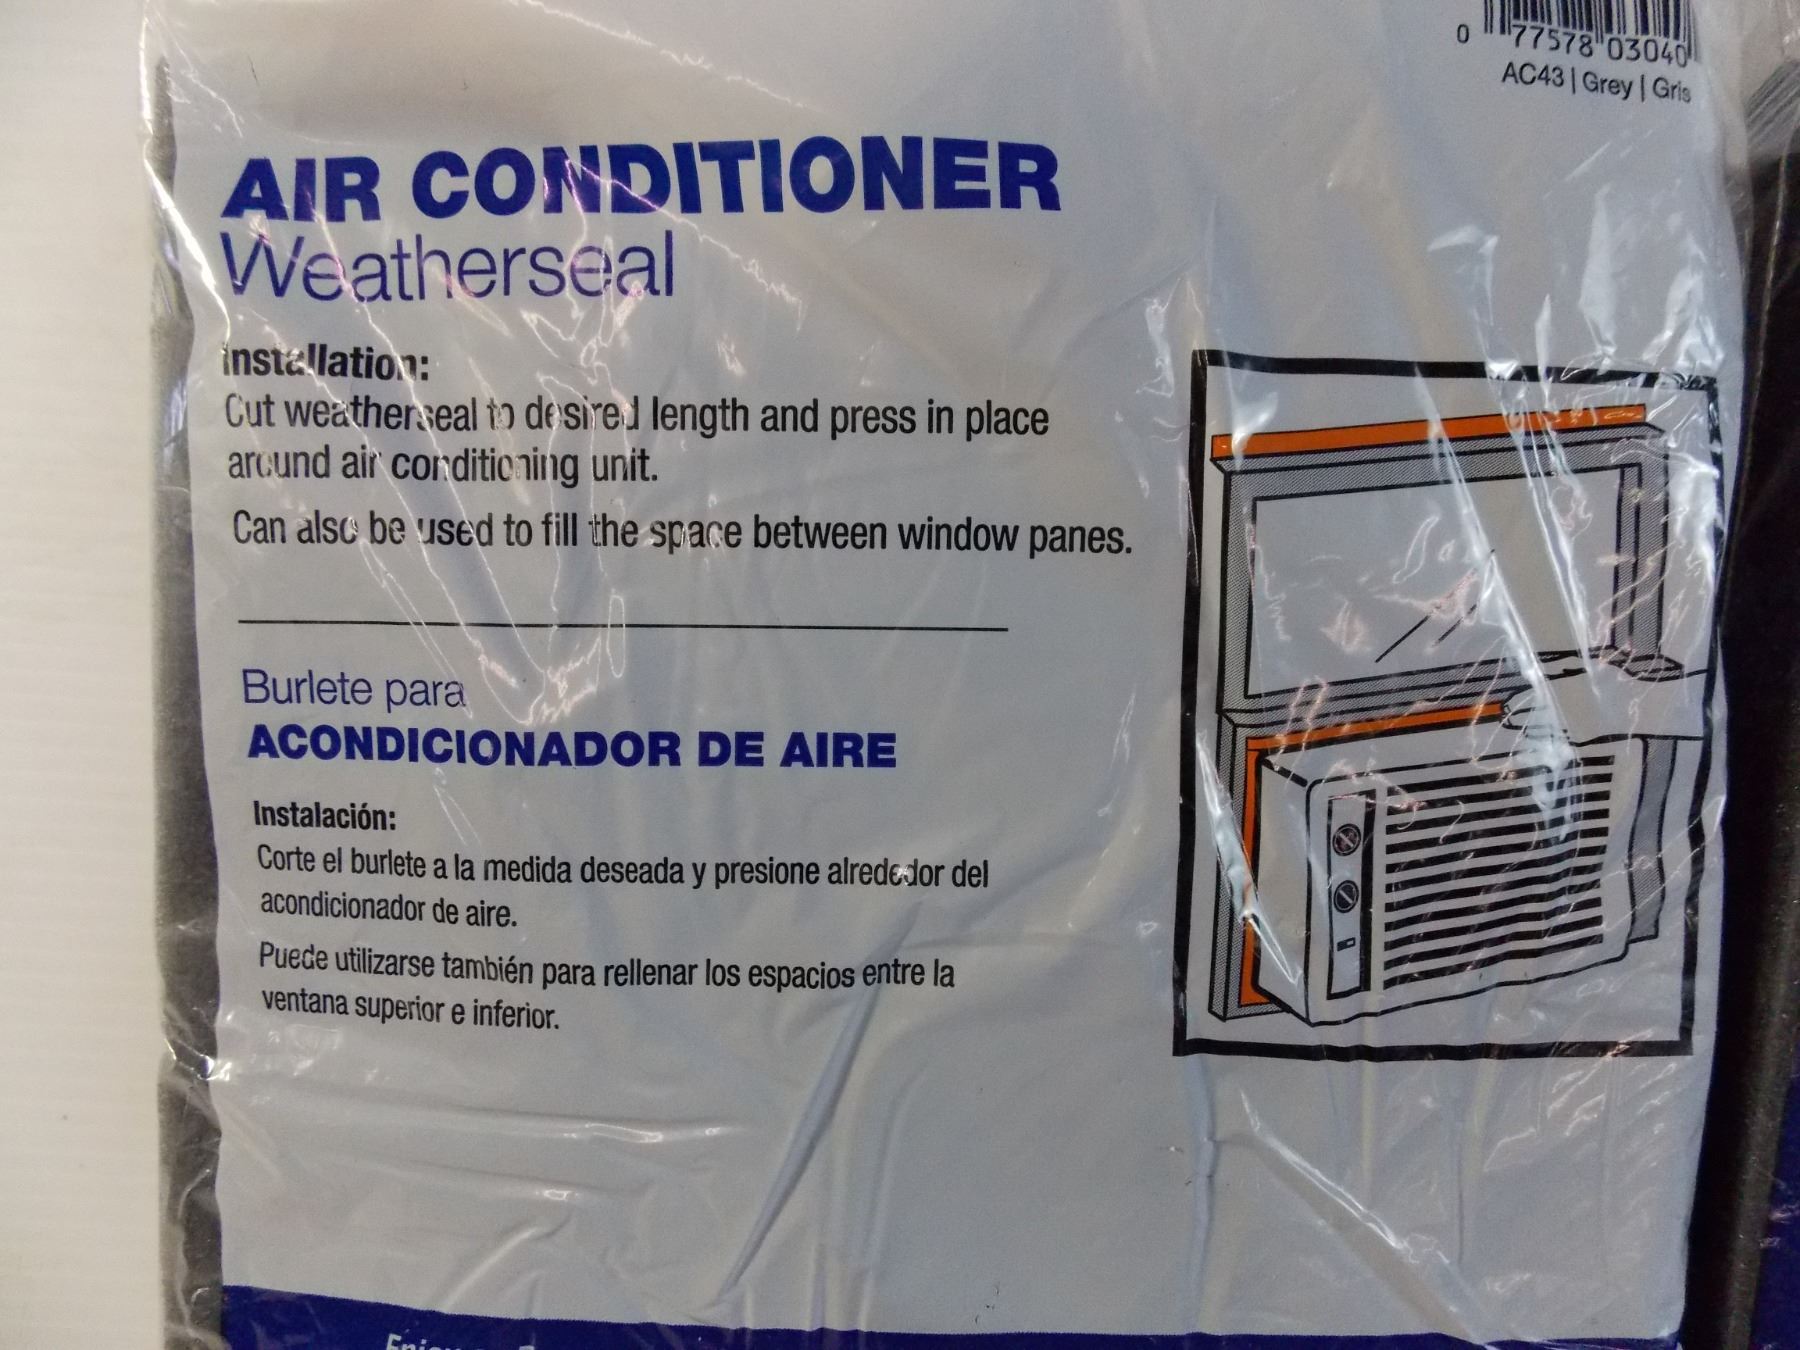 0 77578 03040
AC43 | Grey | Gris
AIR CONDITIONER
Weatherseal
Installation:
Cut weatherseal to desired length and press in place
around air conditioning unit.
Can also be used to fill the space between window panes.
Burlete para
ACONDICIONADOR DE AIRE
Instalación:
Corte el burlete a la medida deseada y presione alrededor del
acondicionador de aire.
Puede utilizarse también para rellenar los espacios entre la
ventana superior e inferior.